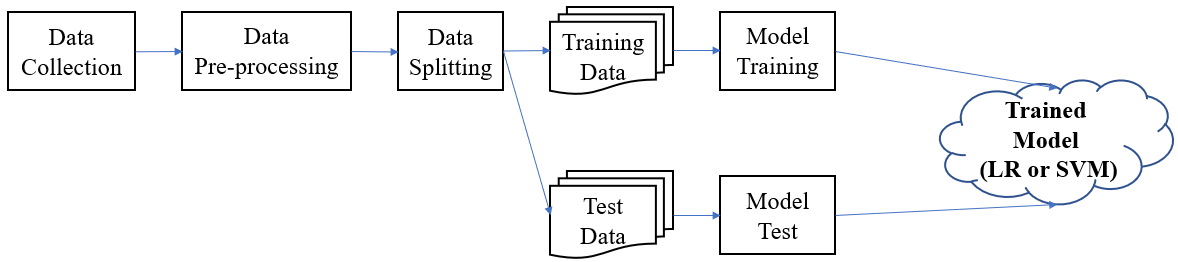 Data
Collection
Data
Pre-processing
Data
Splitting
Training
Data
Model
Training
Trained
Model
(LR or SVM)
Test
Data
Model
Test